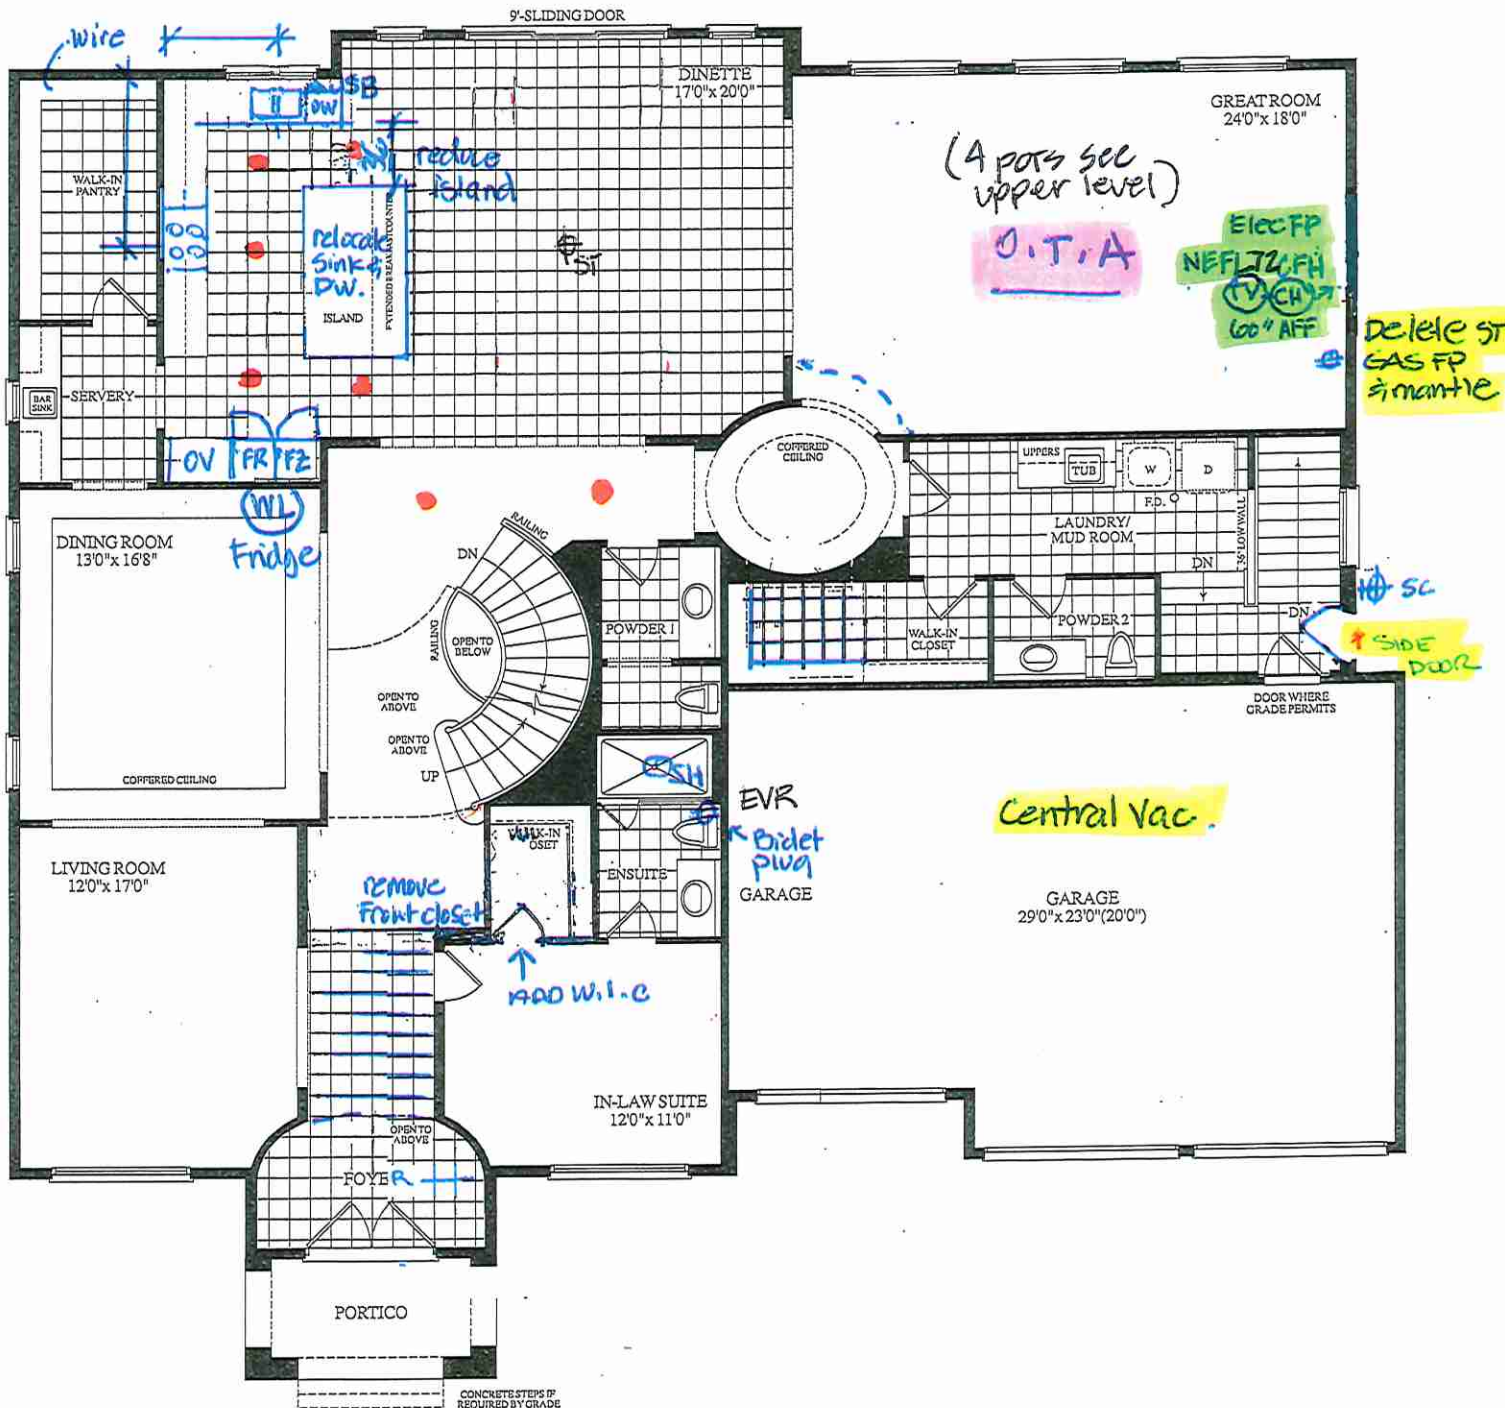 9'-SLIDING DOOR
wire
$B
DW
DINETTE
17'0"x 20'0"
GREAT ROOM
24'0"x 18'0"
(4 pots see
upper level)
O.T.A
Elec FP
NEFL72CFH
TV CH
60" AFF
Delete ST
GAS FP
& mantle
WALK-IN
PANTRY
reduce
island
relocate
sink &
DW.
ISLAND
EXTENDED BREAKFAST COUNTER
ST
BAR
SINK
SERVERY
OV
FR
FZ
WL
Fridge
COFFERED
CEILING
UPPERS
TUB
W
D
F.D.
LAUNDRY/
MUD ROOM
36" LOW WALL
DN
DN
SC
SIDE
DOOR
DOOR WHERE
GRADE PERMITS
DINING ROOM
13'0"x 16'8"
COFFERED CEILING
RAILING
DN
RAILING
OPEN TO
BELOW
OPEN TO
ABOVE
OPEN TO
ABOVE
UP
POWDER 1
WALK-IN
CLOSET
POWDER 2
SH
EVR
Bidet
plug
GARAGE
Central Vac.
GARAGE
29'0"x 23'0"(20'0")
LIVING ROOM
12'0"x 17'0"
WALK-IN
OSET
ENSUITE
remove
Front closet
ADD W.I.C
IN-LAW SUITE
12'0"x 11'0"
OPEN TO
ABOVE
FOYER
R
PORTICO
CONCRETE STEPS IF
REQUIRED BY GRADE